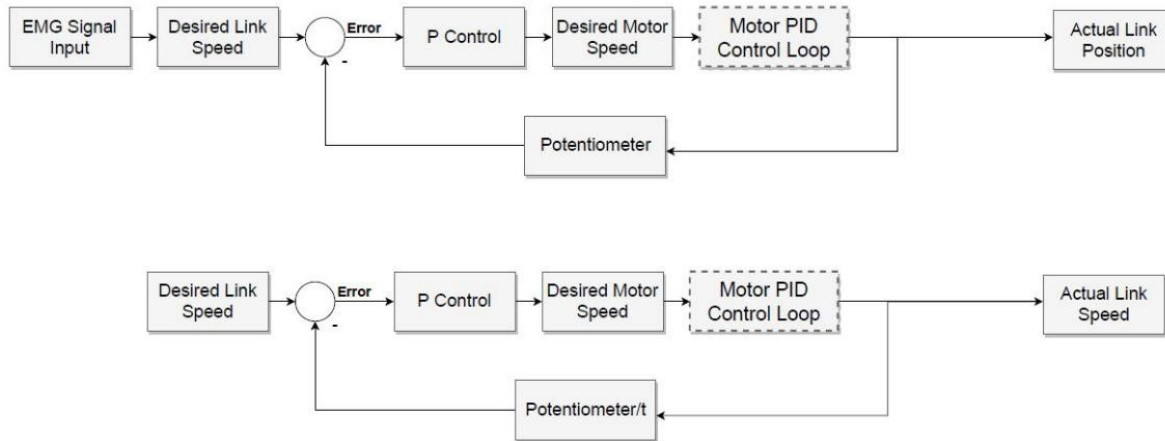 EMG Signal
Input
Desired Link
Speed
Error
-
P Control
Desired Motor
Speed
Motor PID
Control Loop
Actual Link
Position
Potentiometer
Desired Link
Speed
Error
-
P Control
Desired Motor
Speed
Motor PID
Control Loop
Actual Link
Speed
Potentiometer/t